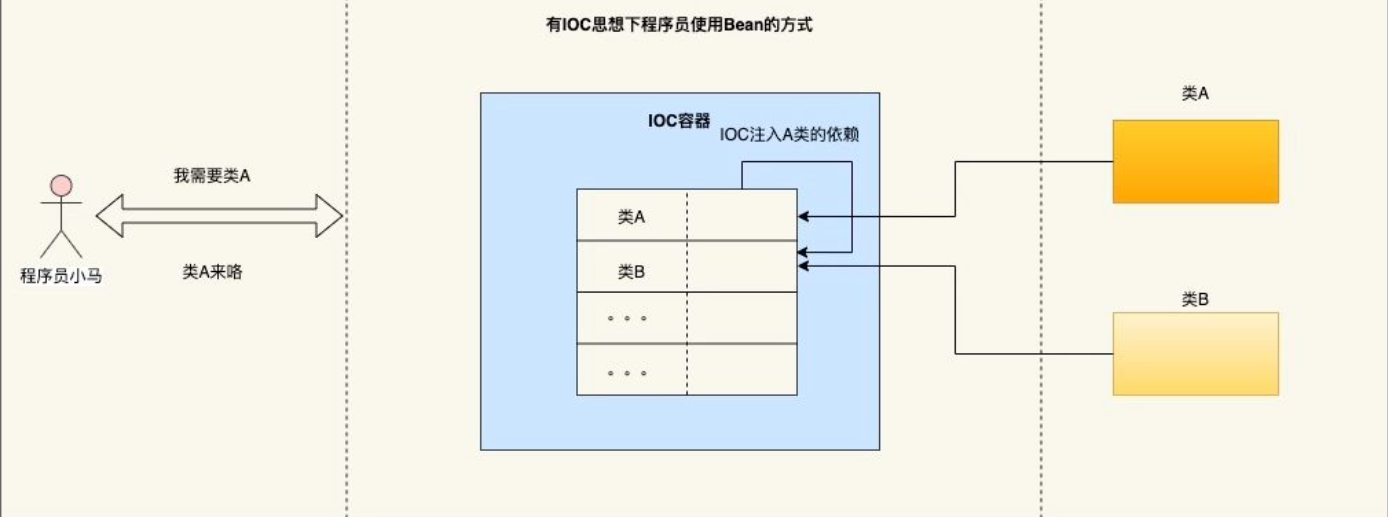 有IOC思想下程序员使用Bean的方式
我需要类A
类A来咯
程序员小马
IOC容器
IOC注入A类的依赖
类A
类B
。。。
。。。
类A
类B